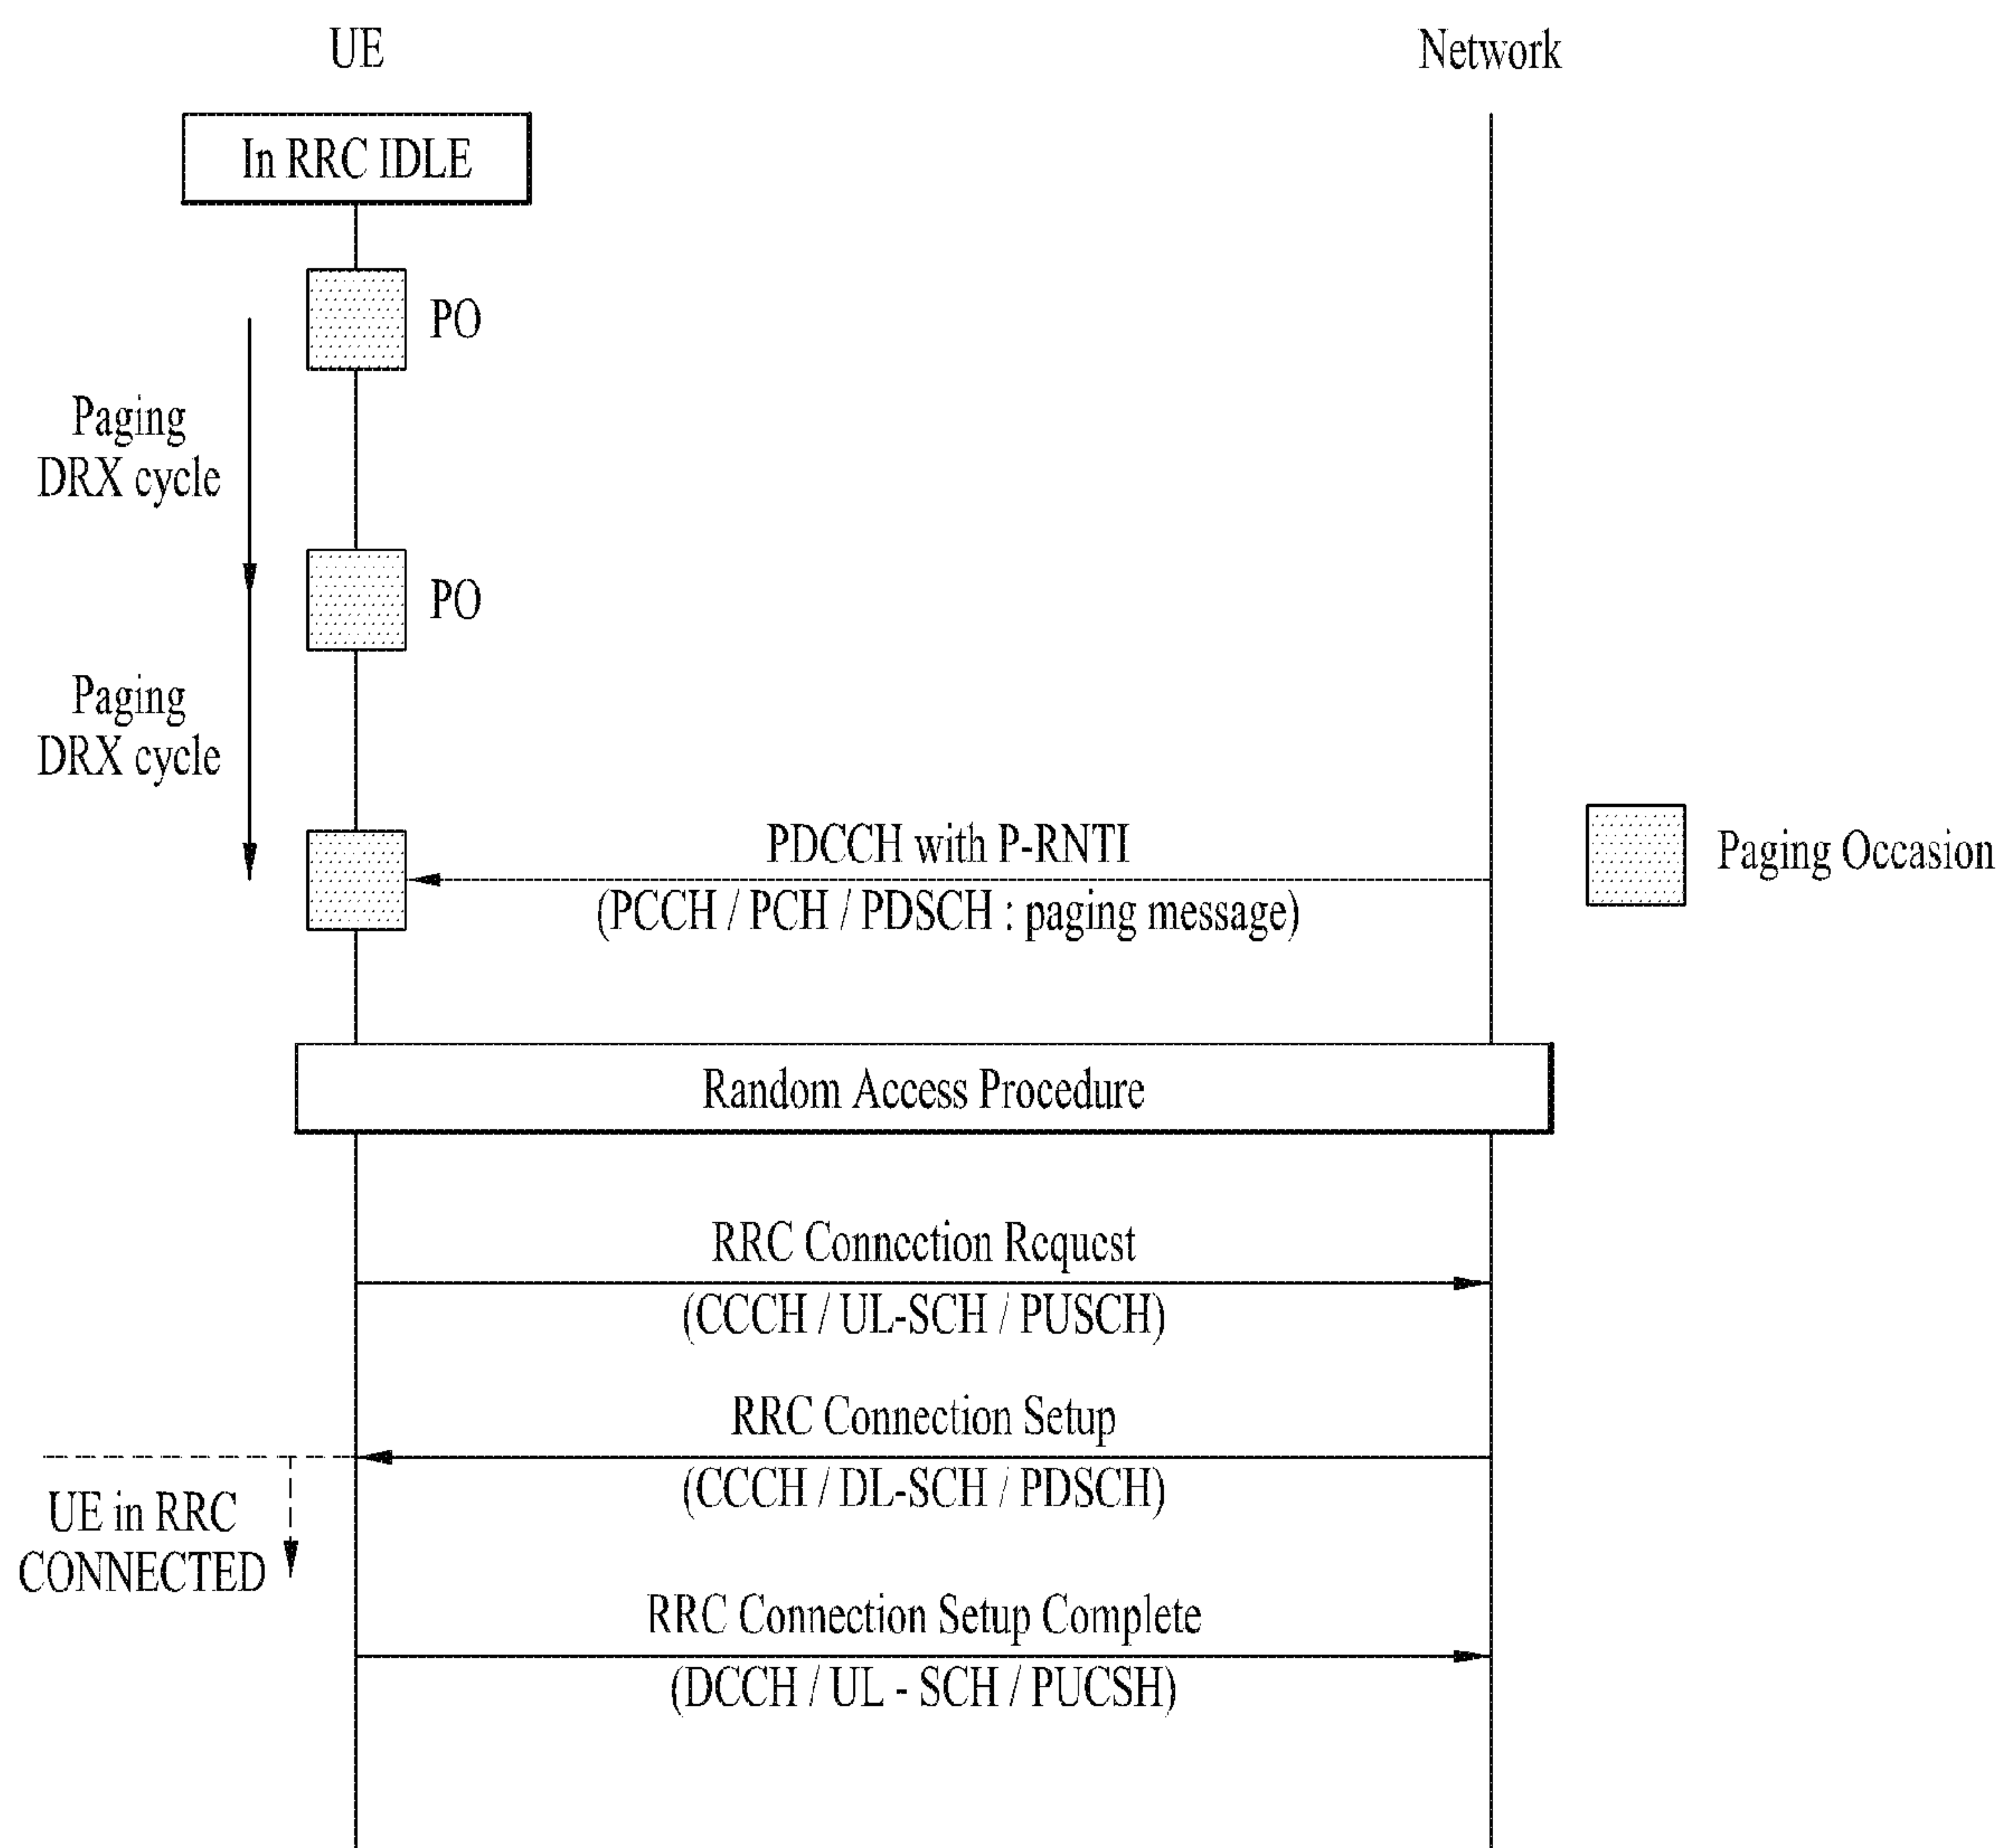 UE
Network
In RRC IDLE
PO
Paging
DRX cycle
PO
Paging
DRX cycle
PDCCH with P-RNTI
(PCCH / PCH / PDSCH : paging message)
Paging Occasion
Random Access Procedure
RRC Connection Request
(CCCH / UL-SCH / PUSCH)
RRC Connection Setup
(CCCH / DL-SCH / PDSCH)
UE in RRC
CONNECTED
RRC Connection Setup Complete
(DCCH / UL - SCH / PUCSH)